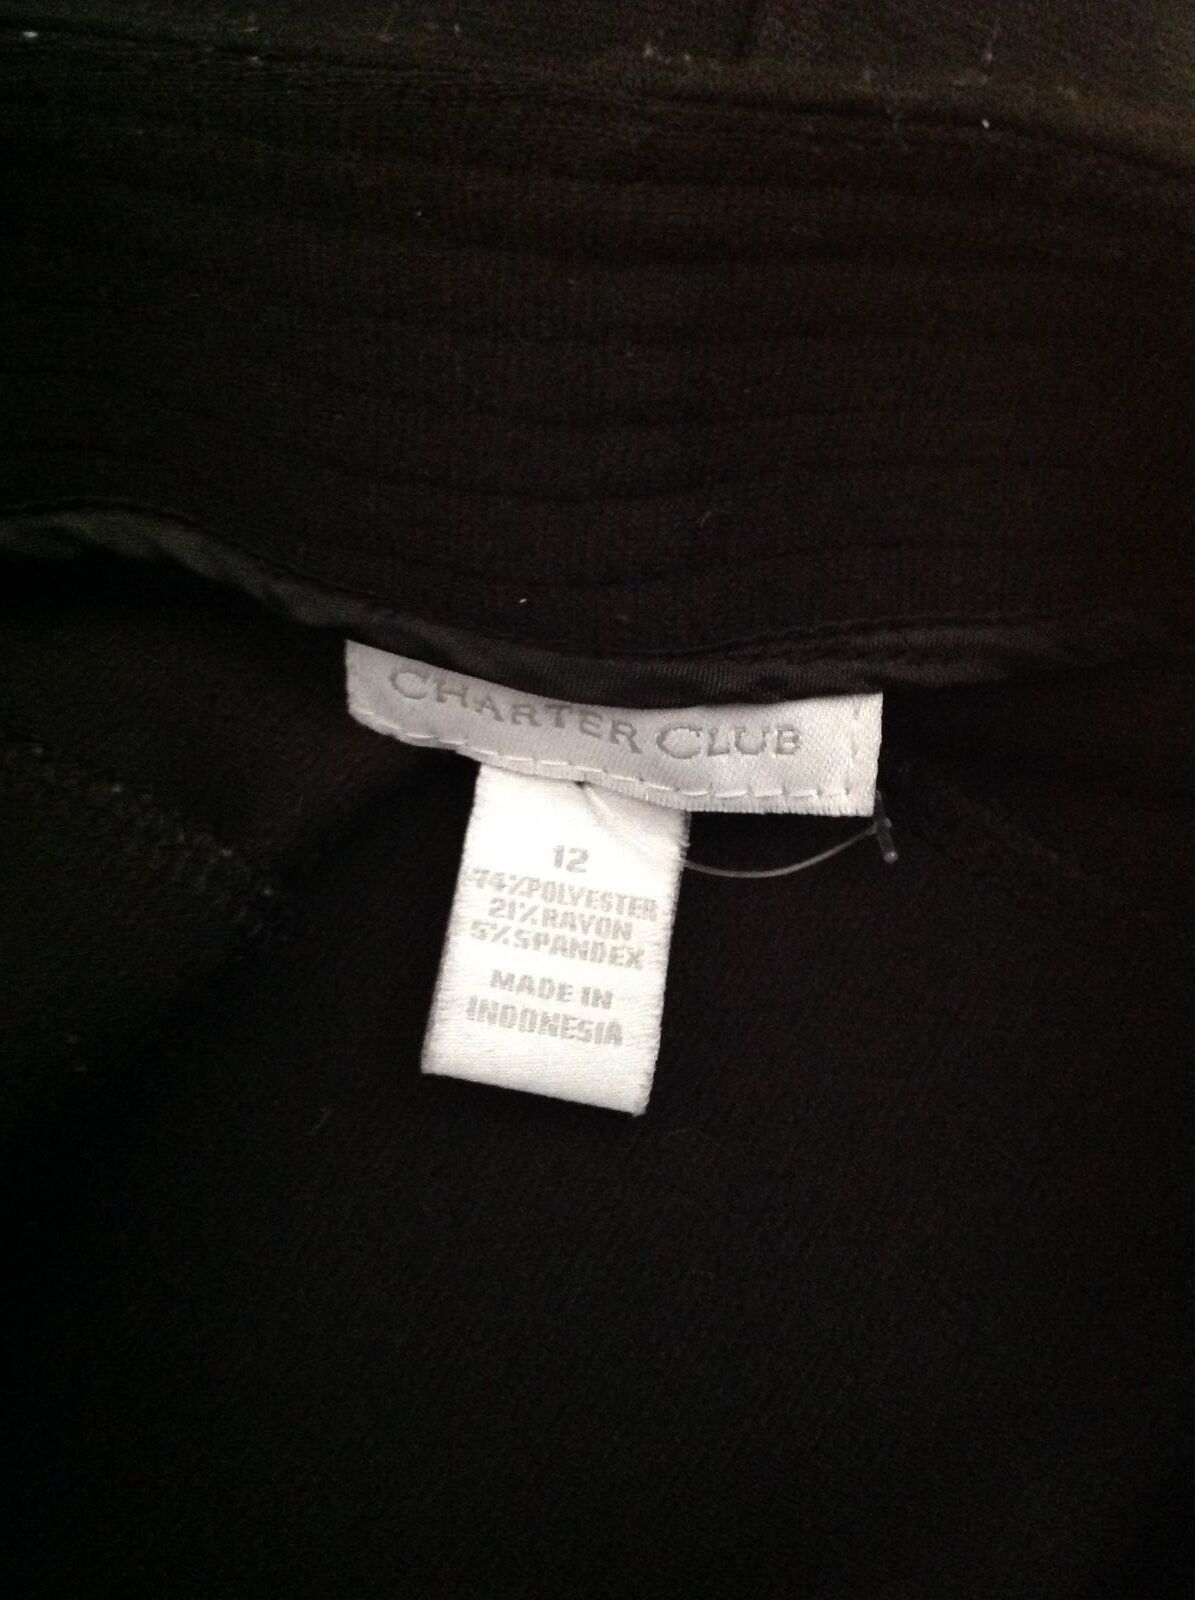 CHARTER CLUB
12
74%POLYESTER
21%RAYON
5%SPANDEX
MADE IN
INDONESIA